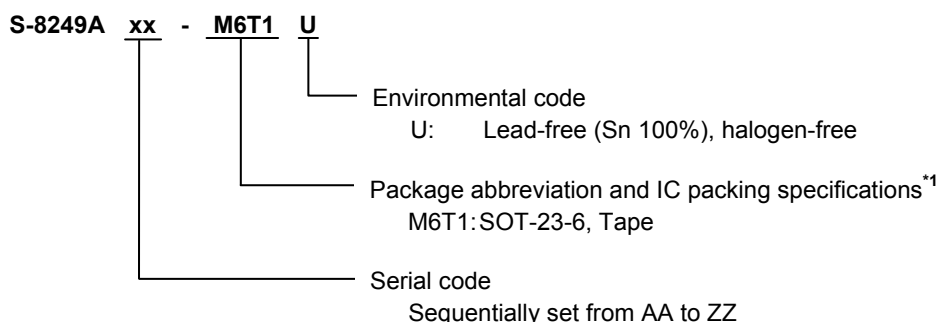 S-8249A xx - M6T1 U
Environmental code
U: Lead-free (Sn 100%), halogen-free
Package abbreviation and IC packing specifications*1
M6T1: SOT-23-6, Tape
Serial code
Sequentially set from AA to ZZ